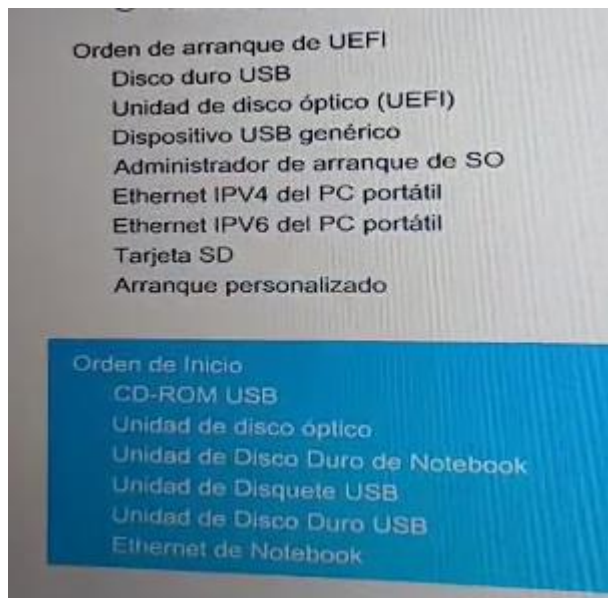 Orden de arranque de UEFI
Disco duro USB
Unidad de disco óptico (UEFI)
Dispositivo USB genérico
Administrador de arranque de SO
Ethernet IPV4 del PC portátil
Ethernet IPV6 del PC portátil
Tarjeta SD
Arranque personalizado
Orden de Inicio
CD-ROM USB
Unidad de disco óptico
Unidad de Disco Duro de Notebook
Unidad de Disquete USB
Unidad de Disco Duro USB
Ethernet de Notebook